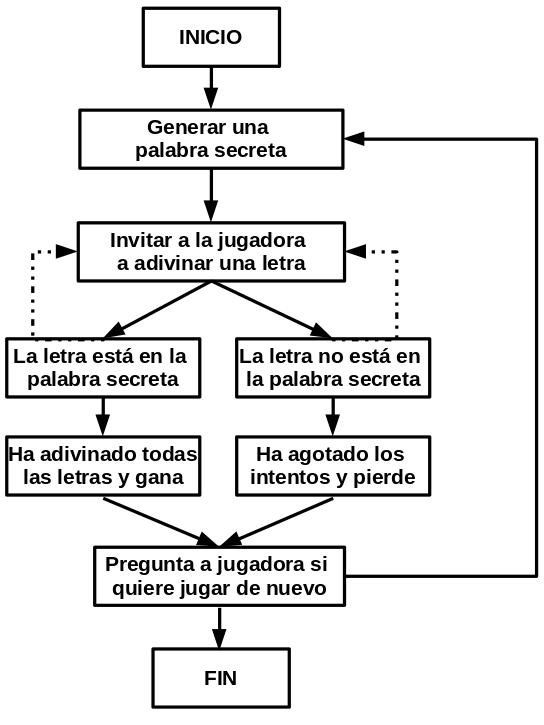 INICIO
Generar una
palabra secreta
Invitar a la jugadora
a adivinar una letra
La letra está en la
palabra secreta
La letra no está en
la palabra secreta
Ha adivinado todas
las letras y gana
Ha agotado los
intentos y pierde
Pregunta a jugadora si
quiere jugar de nuevo
FIN